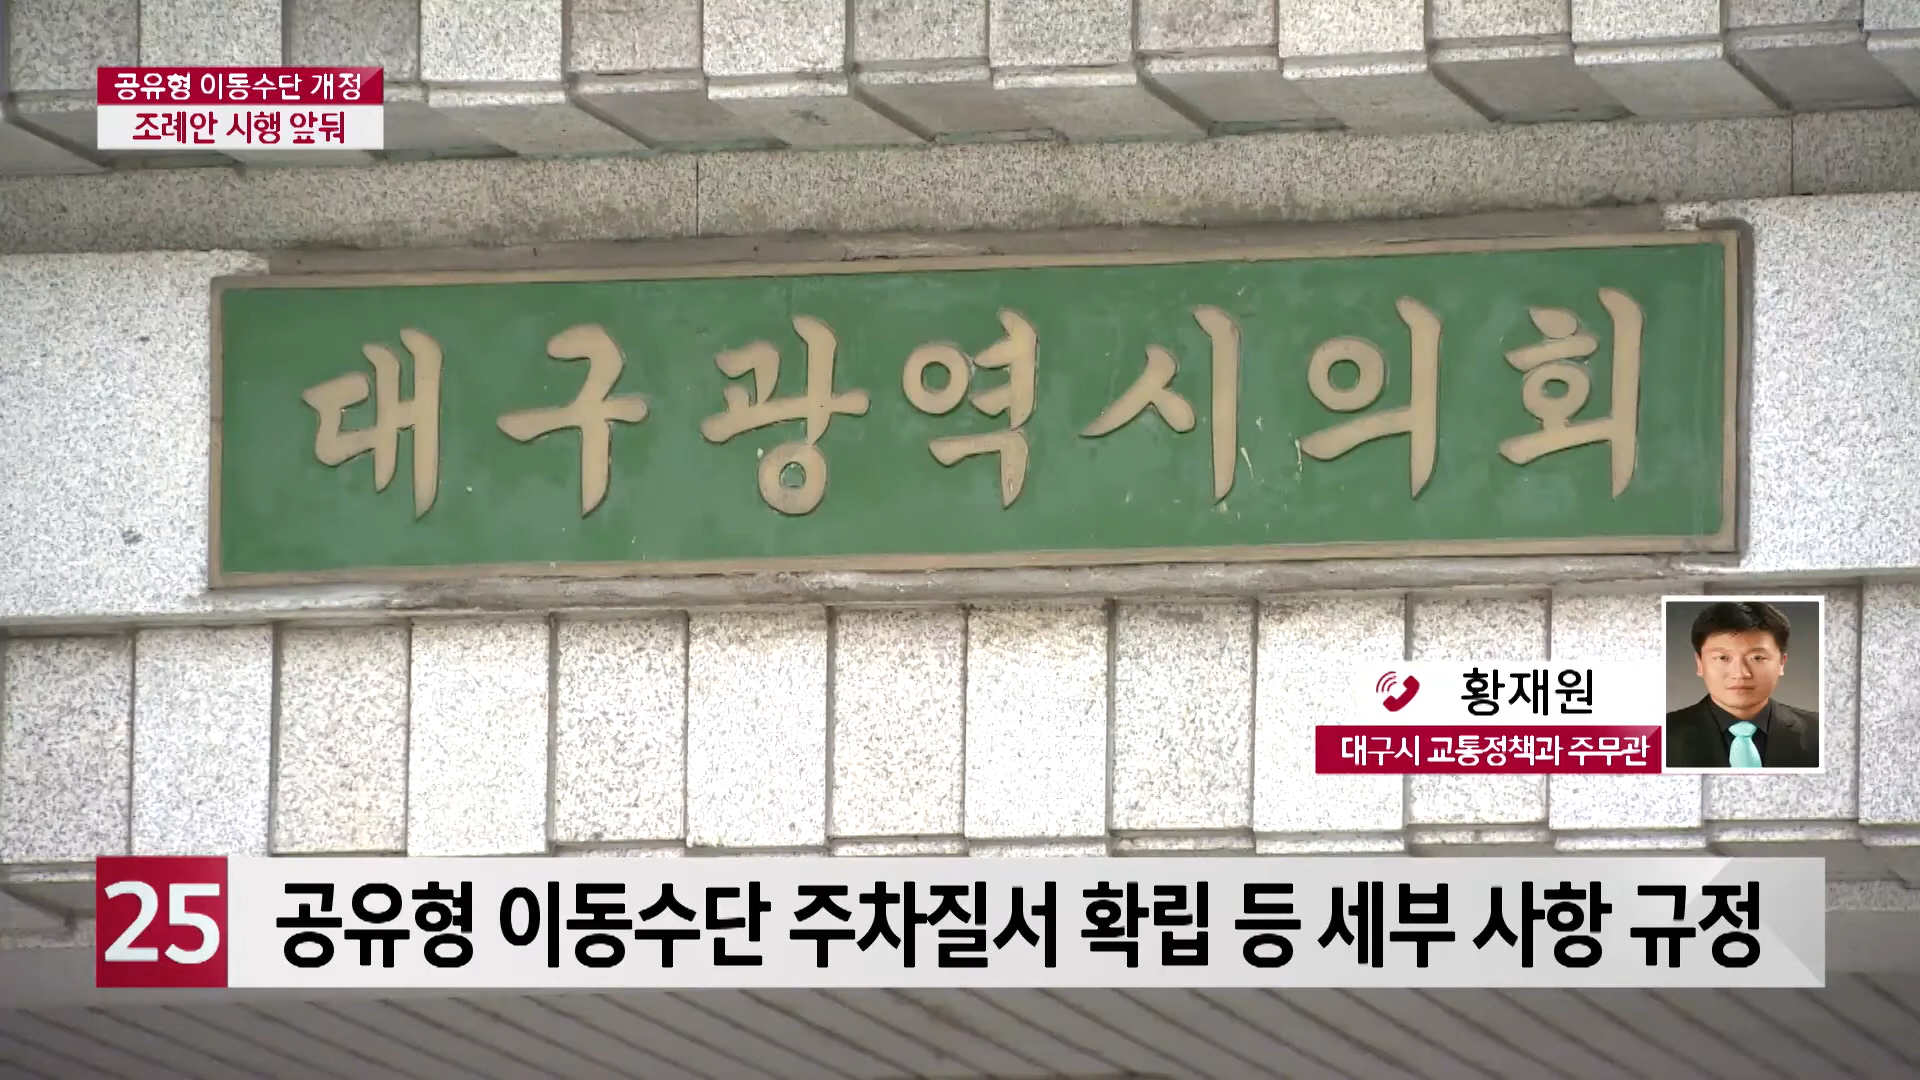 공유형 이동수단 개정
조례안 시행 앞둬
대구광역시의회
황재원
대구시 교통정책과 주무관
25 공유형 이동수단 주차질서 확립 등 세부 사항 규정